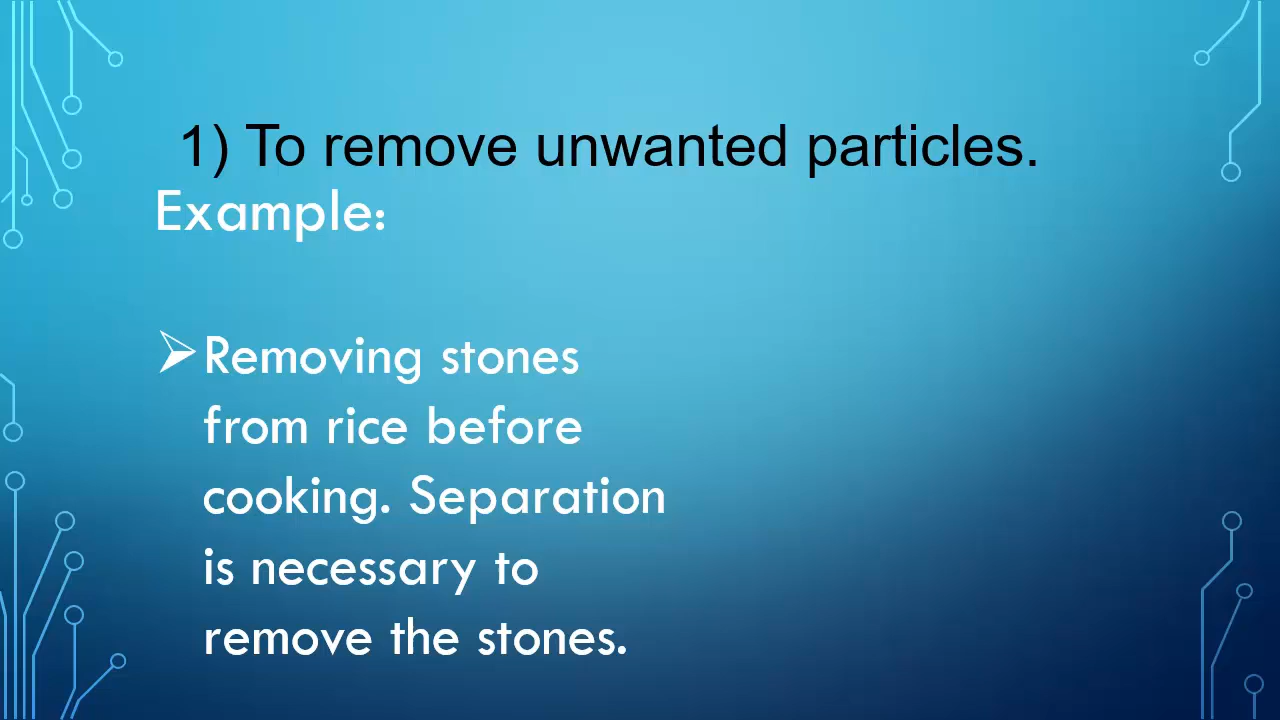 1) To remove unwanted particles.
Example:
➢Removing stones
from rice before
cooking. Separation
is necessary to
remove the stones.